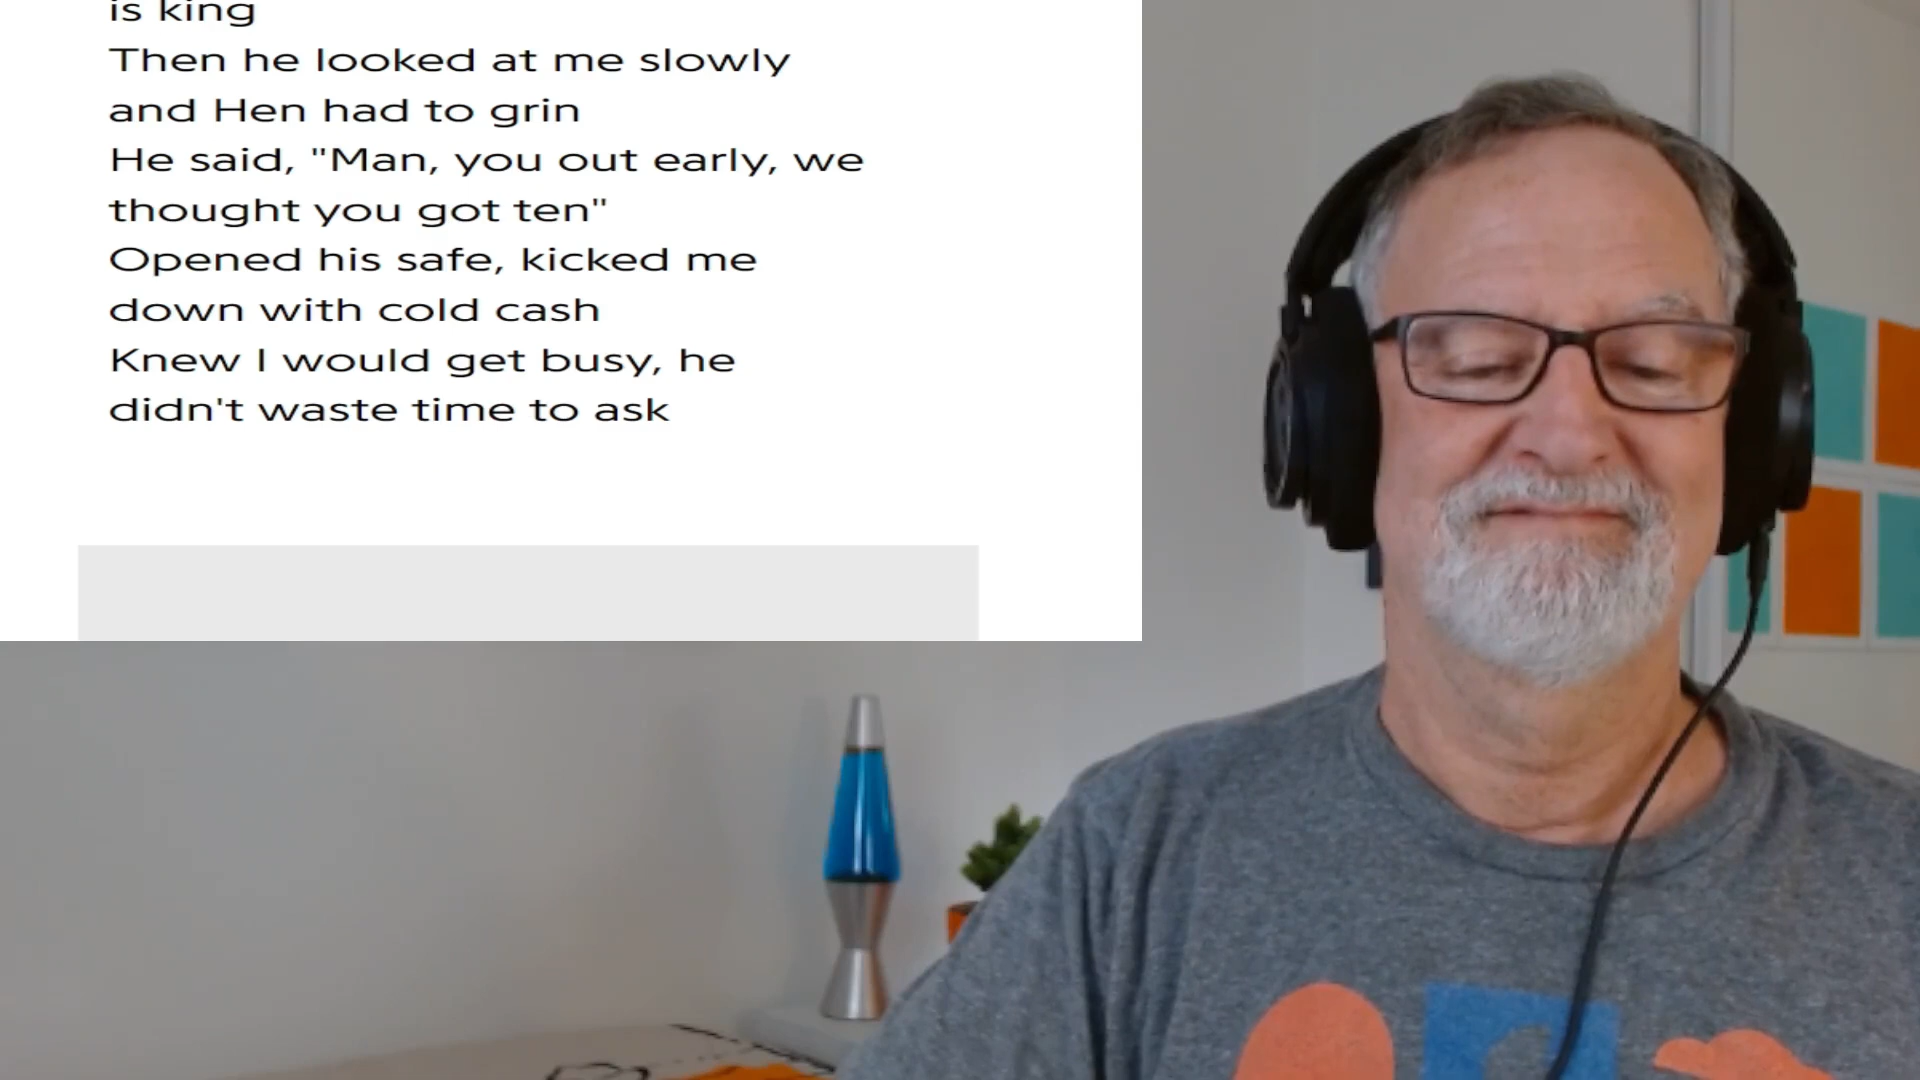 is king
Then he looked at me slowly
and Hen had to grin
He said, "Man, you out early, we
thought you got ten"
Opened his safe, kicked me
down with cold cash
Knew I would get busy, he
didn't waste time to ask